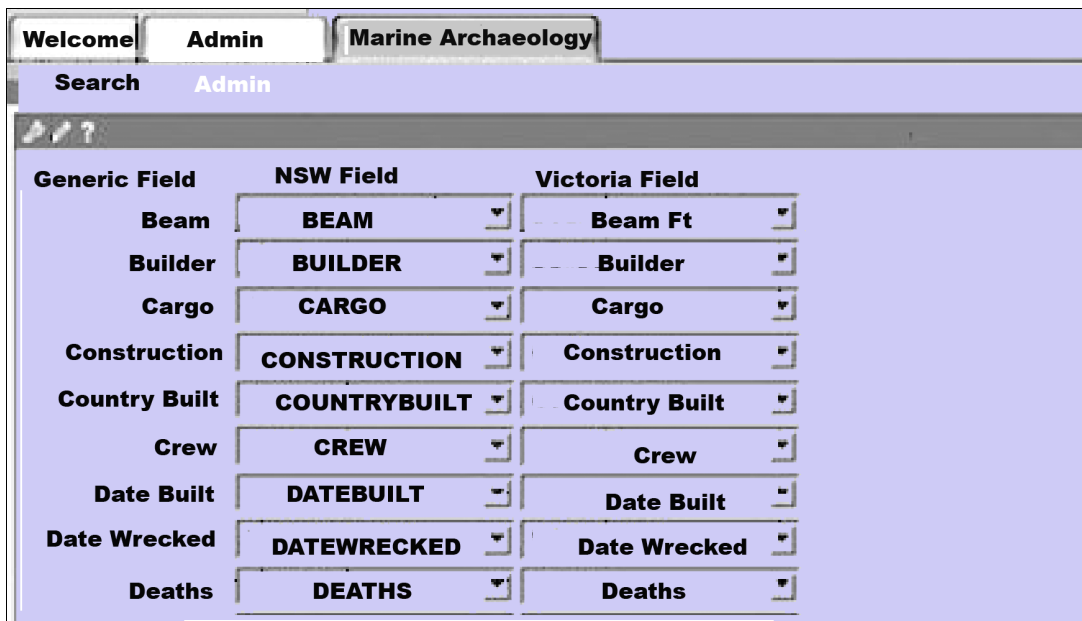 Welcome Admin Marine Archaeology
Search Admin
?
Generic Field NSW Field Victoria Field
Beam BEAM Beam Ft
Builder BUILDER Builder
Cargo CARGO Cargo
Construction CONSTRUCTION Construction
Country Built COUNTRYBUILT Country Built
Crew CREW Crew
Date Built DATEBUILT Date Built
Date Wrecked DATEWRECKED Date Wrecked
Deaths DEATHS Deaths